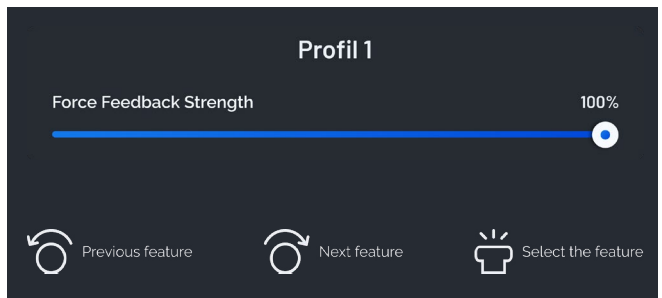 Profil 1
Force Feedback Strength 100%
Previous feature Next feature Select the feature